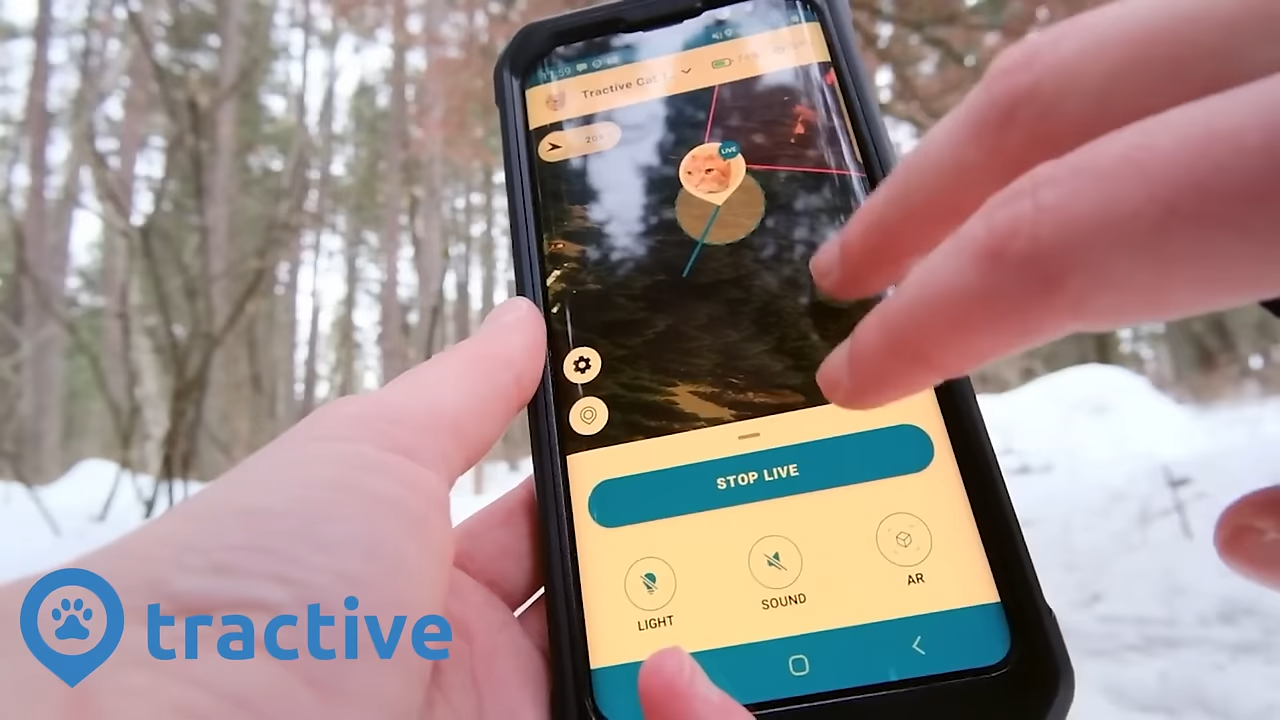 Tractive Cat
LIVE
STOP LIVE
LIGHT
SOUND
AR
tractive